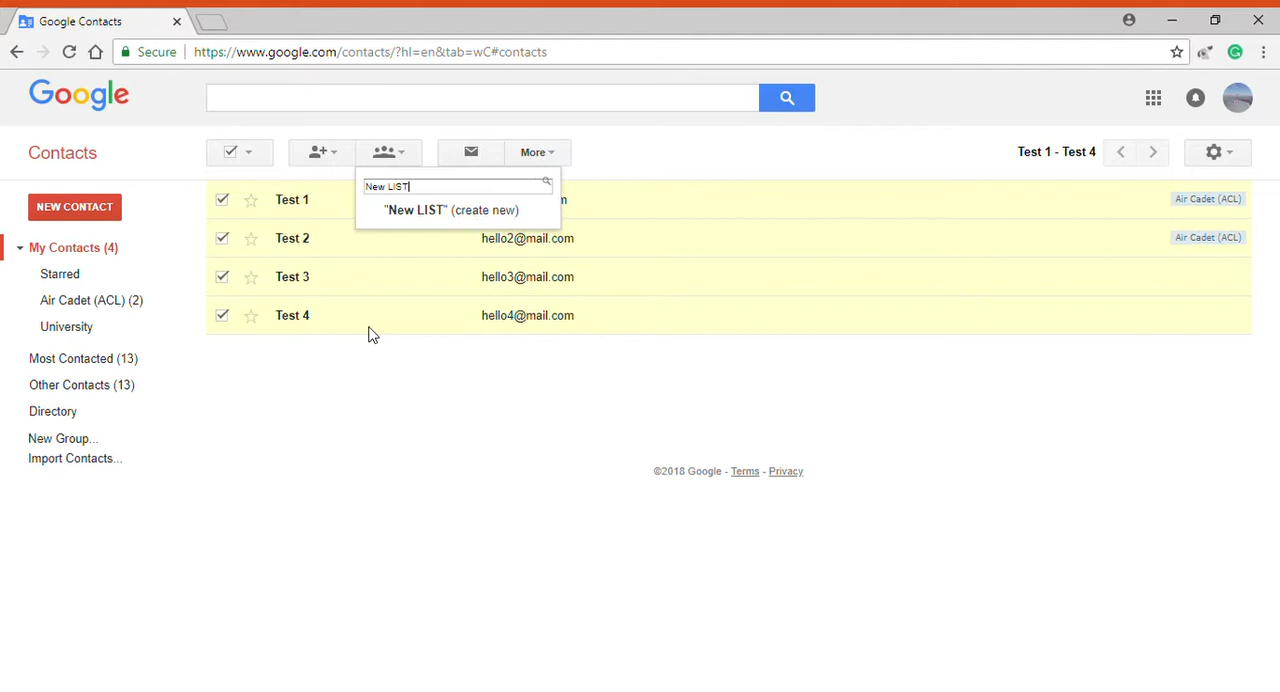 Google Contacts
Secure https://www.google.com/contacts/?hl=en&tab=wC#contacts
Google
Contacts
More
Test 1 - Test 4
New LIST
"New LIST" (create new)
NEW CONTACT
My Contacts (4)
Starred
Air Cadet (ACL) (2)
University
Most Contacted (13)
Other Contacts (13)
Directory
New Group...
Import Contacts...
Test 1 m Air Cadet (ACL)
Test 2 hello2@mail.com Air Cadet (ACL)
Test 3 hello3@mail.com
Test 4 hello4@mail.com
©2018 Google - Terms - Privacy